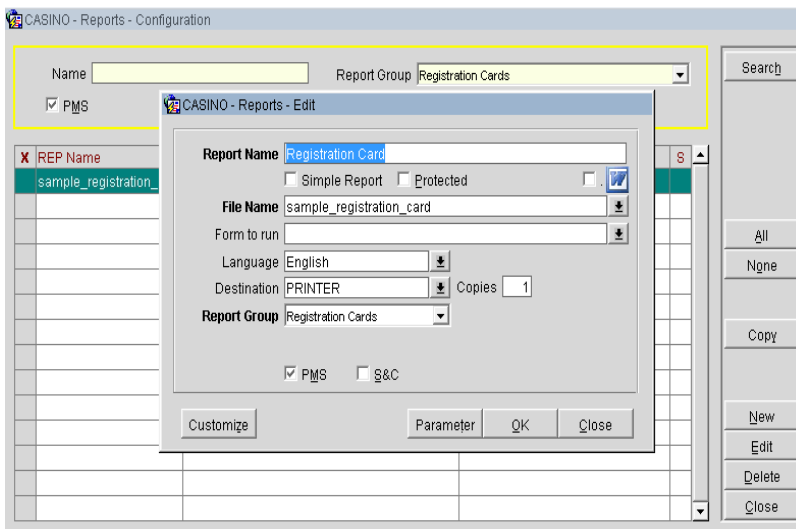 CASINO - Reports - Configuration
Name
Report Group Registration Cards
PMS
Search
CASINO - Reports - Edit
X REP Name S
sample_registration_
Report Name Registration Card
Simple Report Protected . W
File Name sample_registration_card
Form to run
Language English
Destination PRINTER Copies 1
Report Group Registration Cards
PMS S&C
Customize Parameter OK Close
All
None
Copy
New
Edit
Delete
Close